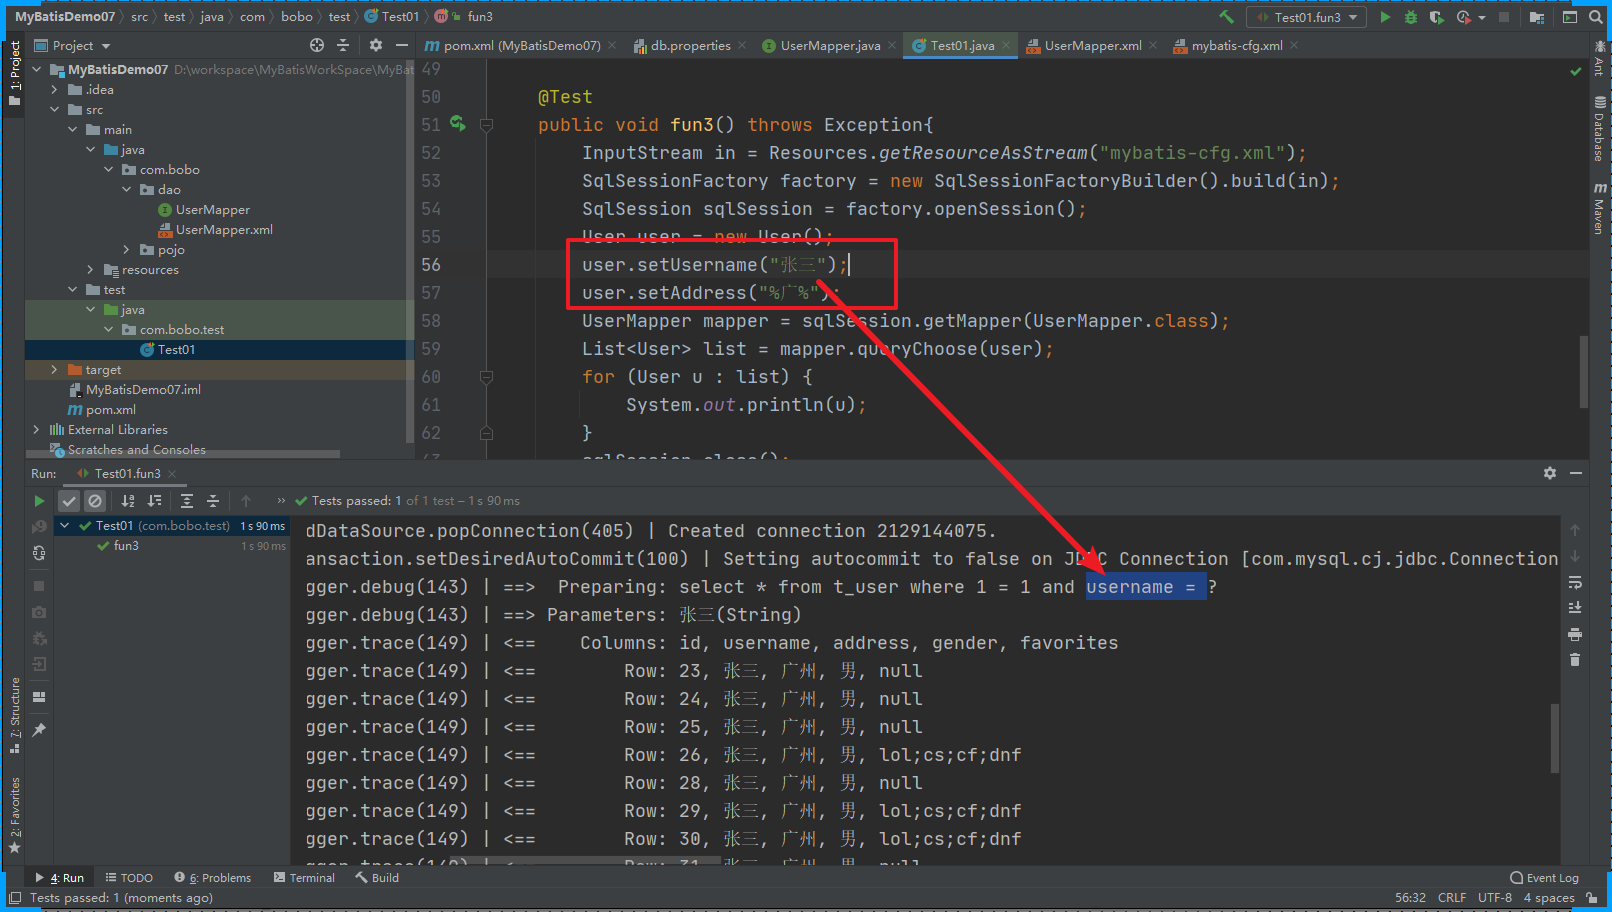 MyBatisDemo07 src test java com bobo test Test01 fun3
Test01.fun3
1: Project
Project
pom.xml (MyBatisDemo07)
db.properties
UserMapper.java
Test01.java
UserMapper.xml
mybatis-cfg.xml
MyBatisDemo07 D:\workspace\MyBatisWorkSpace\MyBat
.idea
src
main
java
com.bobo
dao
UserMapper
UserMapper.xml
pojo
resources
test
java
com.bobo.test
Test01
target
MyBatisDemo07.iml
pom.xml
External Libraries
Scratches and Consoles
49
50 @Test
51 public void fun3() throws Exception{
52 InputStream in = Resources.getResourceAsStream("mybatis-cfg.xml");
53 SqlSessionFactory factory = new SqlSessionFactoryBuilder().build(in);
54 SqlSession sqlSession = factory.openSession();
55 User user = new User();
56 user.setUsername("张三");
57 user.setAddress("%广%");
58 UserMapper mapper = sqlSession.getMapper(UserMapper.class);
59 List<User> list = mapper.queryChoose(user);
60 for (User u : list) {
61 System.out.println(u);
62 }
63 sqlSession.close();
Ant
Database
Maven
Run: Test01.fun3
Tests passed: 1 of 1 test – 1 s 90 ms
Test01 (com.bobo.test) 1 s 90 ms
fun3 1 s 90 ms
dDataSource.popConnection(405) | Created connection 2129144075.
ansaction.setDesiredAutoCommit(100) | Setting autocommit to false on JDBC Connection [com.mysql.cj.jdbc.Connection
gger.debug(143) | ==>  Preparing: select * from t_user where 1 = 1 and username = ?
gger.debug(143) | ==> Parameters: 张三(String)
gger.trace(149) | <==    Columns: id, username, address, gender, favorites
gger.trace(149) | <==        Row: 23, 张三, 广州, 男, null
gger.trace(149) | <==        Row: 24, 张三, 广州, 男, null
gger.trace(149) | <==        Row: 25, 张三, 广州, 男, null
gger.trace(149) | <==        Row: 26, 张三, 广州, 男, lol;cs;cf;dnf
gger.trace(149) | <==        Row: 28, 张三, 广州, 男, null
gger.trace(149) | <==        Row: 29, 张三, 广州, 男, lol;cs;cf;dnf
gger.trace(149) | <==        Row: 30, 张三, 广州, 男, lol;cs;cf;dnf
gger.trace(149) | <==        Row: 31, 张三, 广州, 男, null
7: Structure
2: Favorites
4: Run
TODO
6: Problems
Terminal
Build
Event Log
Tests passed: 1 (moments ago)
56:32 CRLF UTF-8 4 spaces